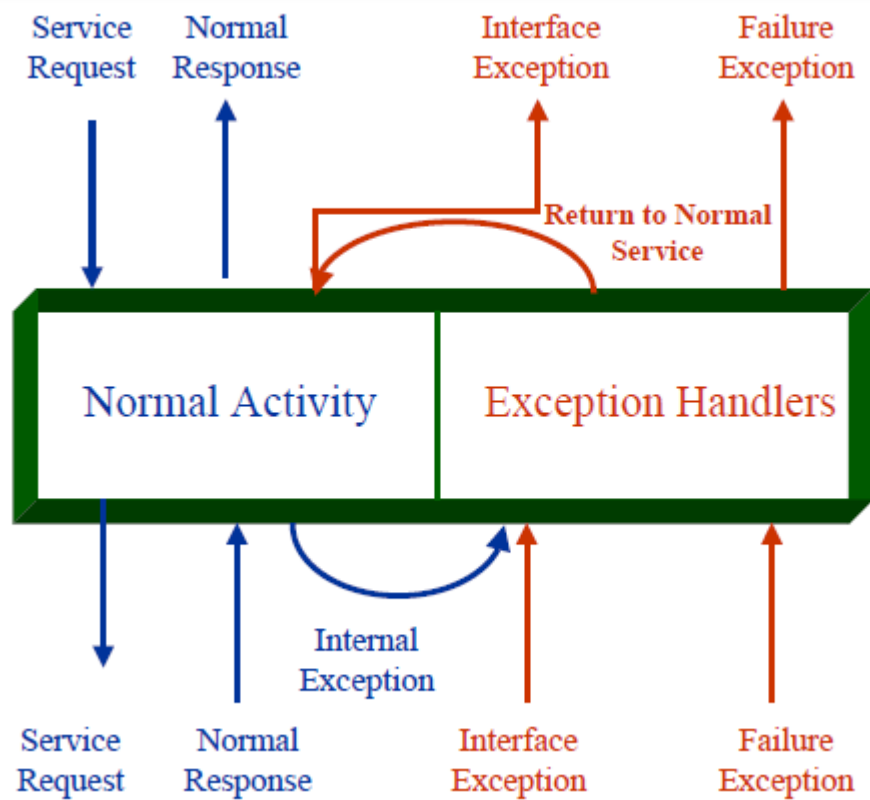 Service
Request
Normal
Response
Interface
Exception
Failure
Exception
Return to Normal
Service
Normal Activity
Exception Handlers
Internal
Exception
Service
Request
Normal
Response
Interface
Exception
Failure
Exception